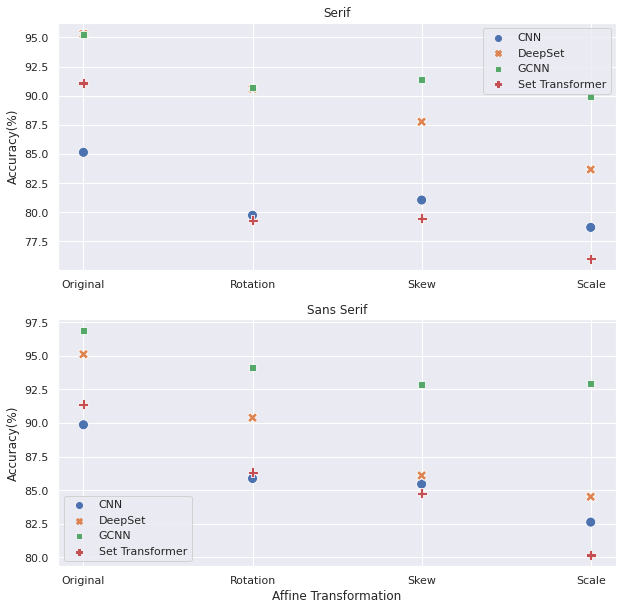 Serif
95.0
92.5
90.0
87.5
85.0
82.5
80.0
77.5
Accuracy(%)
CNN
DeepSet
GCNN
Set Transformer
Original Rotation Skew Scale
Sans Serif
97.5
95.0
92.5
90.0
87.5
85.0
82.5
80.0
Accuracy(%)
CNN
DeepSet
GCNN
Set Transformer
Original Rotation Skew Scale
Affine Transformation